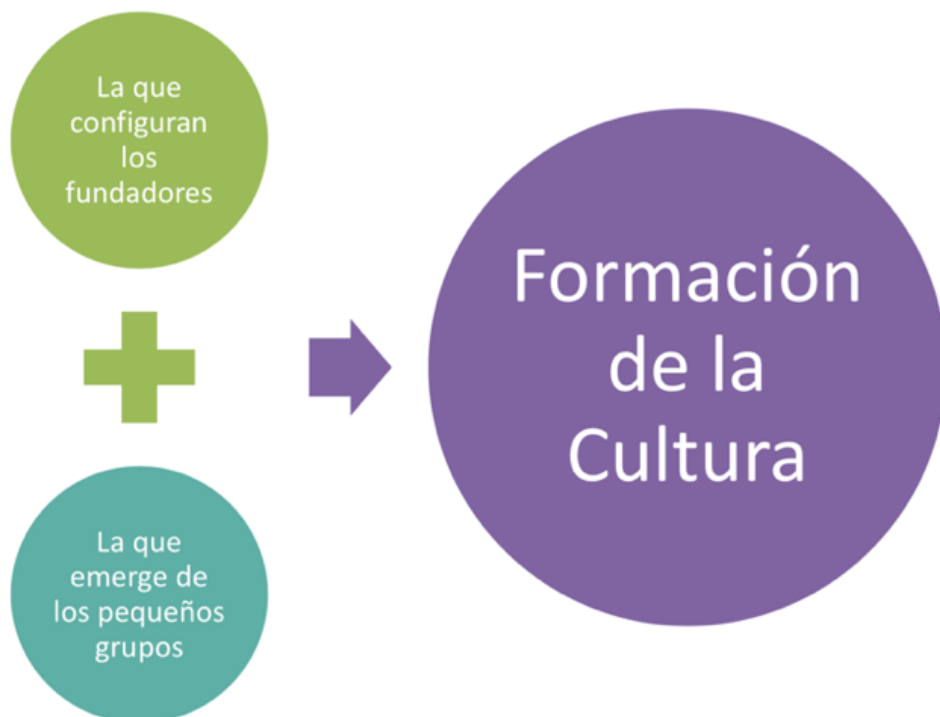 La que
configuran
los
fundadores
La que
emerge de
los pequeños
grupos
Formación
de la
Cultura